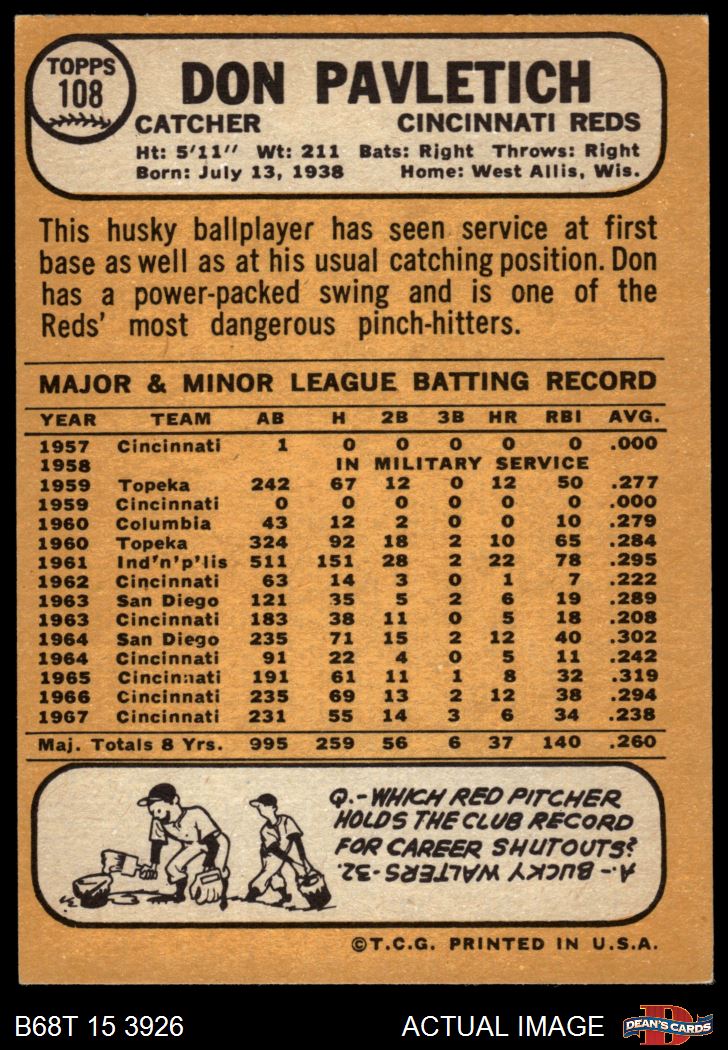 TOPPS
108
DON PAVLETICH
CATCHER CINCINNATI REDS
Ht: 5'11" Wt: 211 Bats: Right Throws: Right
Born: July 13, 1938 Home: West Allis, Wis.
This husky ballplayer has seen service at first
base as well as at his usual catching position. Don
has a power-packed swing and is one of the
Reds' most dangerous pinch-hitters.
MAJOR & MINOR LEAGUE BATTING RECORD
YEAR TEAM AB H 2B 3B HR RBI AVG.
1957 Cincinnati 1 0 0 0 0 0 .000
1958 IN MILITARY SERVICE
1959 Topeka 242 67 12 0 12 50 .277
1959 Cincinnati 0 0 0 0 0 0 .000
1960 Columbia 43 12 2 0 0 10 .279
1960 Topeka 324 92 18 2 10 65 .284
1961 Ind'n'p'lis 511 151 28 2 22 78 .295
1962 Cincinnati 63 14 3 0 1 7 .222
1963 San Diego 121 35 5 2 6 19 .289
1963 Cincinnati 183 38 11 0 5 18 .208
1964 San Diego 235 71 15 2 12 40 .302
1964 Cincinnati 91 22 4 0 5 11 .242
1965 Cincinnati 191 61 11 1 8 32 .319
1966 Cincinnati 235 69 13 2 12 38 .294
1967 Cincinnati 231 55 14 3 6 34 .238
Maj. Totals 8 Yrs. 995 259 56 6 37 140 .260
Q.-WHICH RED PITCHER
HOLDS THE CLUB RECORD
FOR CAREER SHUTOUTS?
A.-BUCKY WALTERS-32.
©T.C.G. PRINTED IN U.S.A.
B68T 15 3926 ACTUAL IMAGE
D
DEAN'S CARDS